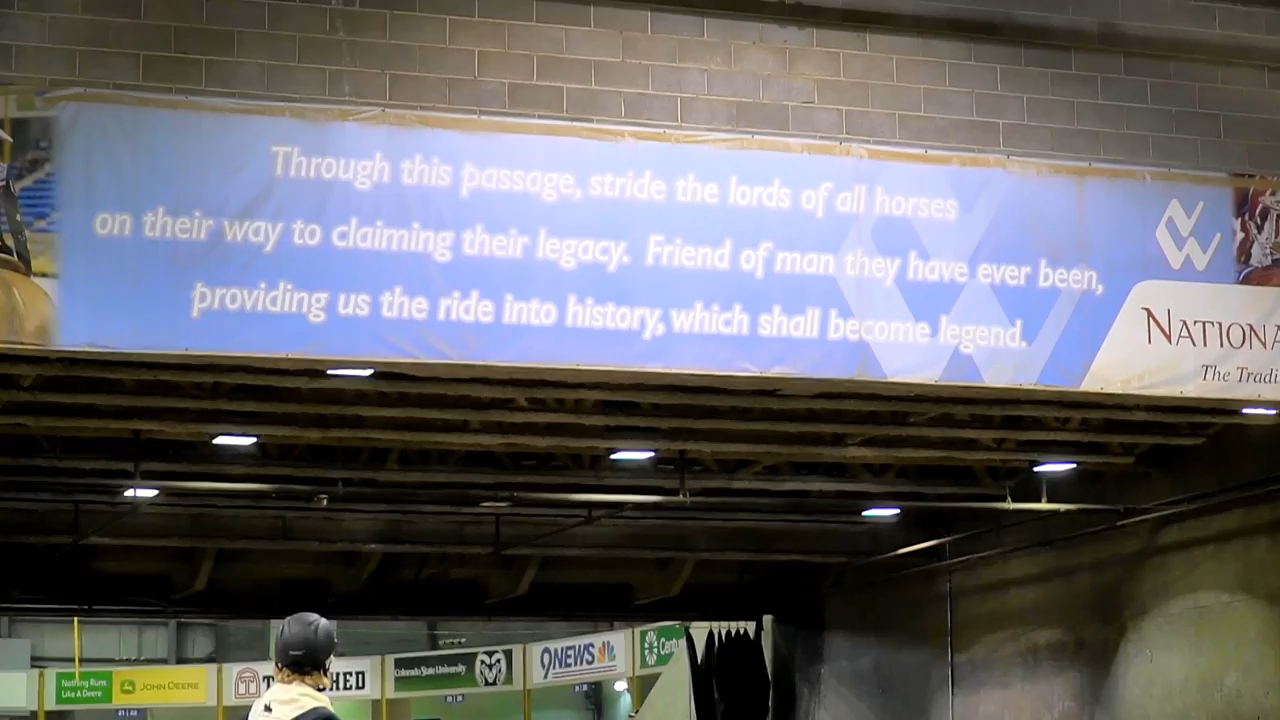 Through this passage, stride the lords of all horses
on their way to claiming their legacy. Friend of man they have ever been,
providing us the ride into history, which shall become legend.
NATIONA
The Tradi
Nothing Runs
Like A Deere
JOHN DEERE
Colorado State University
9NEWS